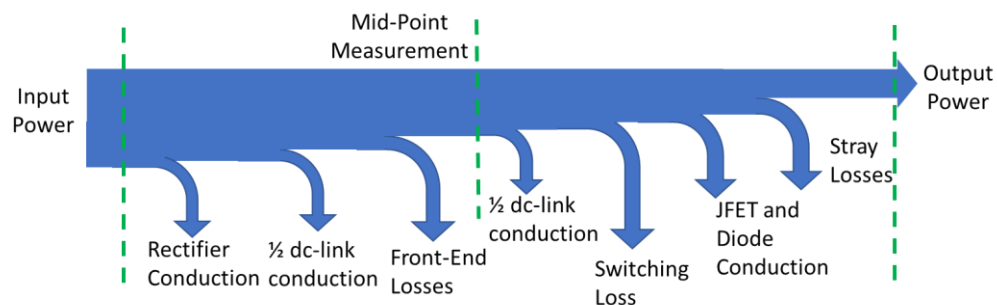 Mid-Point
Measurement
Input
Power
Output
Power
Rectifier
Conduction
½ dc-link
conduction
Front-End
Losses
½ dc-link
conduction
Switching
Loss
JFET and
Diode
Conduction
Stray
Losses